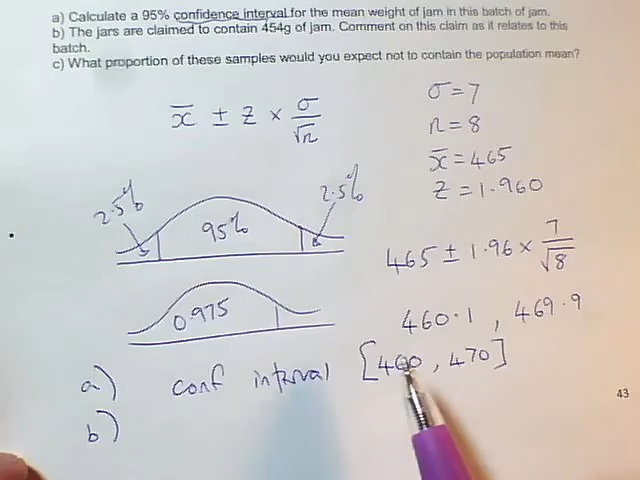 a) Calculate a 95% confidence interval for the mean weight of jam in this batch of jam.
b) The jars are claimed to contain 454g of jam. Comment on this claim as it relates to this
batch.
c) What proportion of these samples would you expect not to contain the population mean?
x̄ ± z × σ/√n
σ = 7
n = 8
x̄ = 465
z = 1.960
2.5%
95%
2.5%
465 ± 1.96 × 7/√8
0.975
460.1 , 469.9
a) conf interval [460, 470]
b)
43